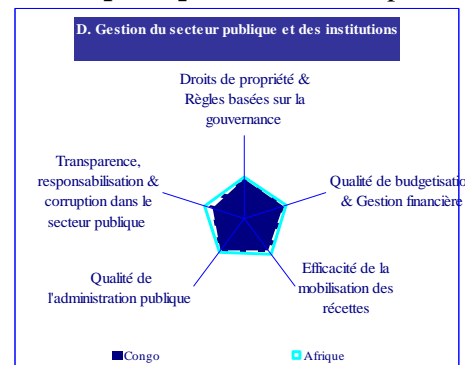 D. Gestion du secteur publique et des institutions
Droits de propriété &
Règles basées sur la
gouvernance
Transparence,
responsabilisation &
corruption dans le
secteur publique
Qualité de budgetisatio
& Gestion financière
Efficacité de la
mobilisation des
récettes
Qualité de
l'administration publique
Congo
Afrique